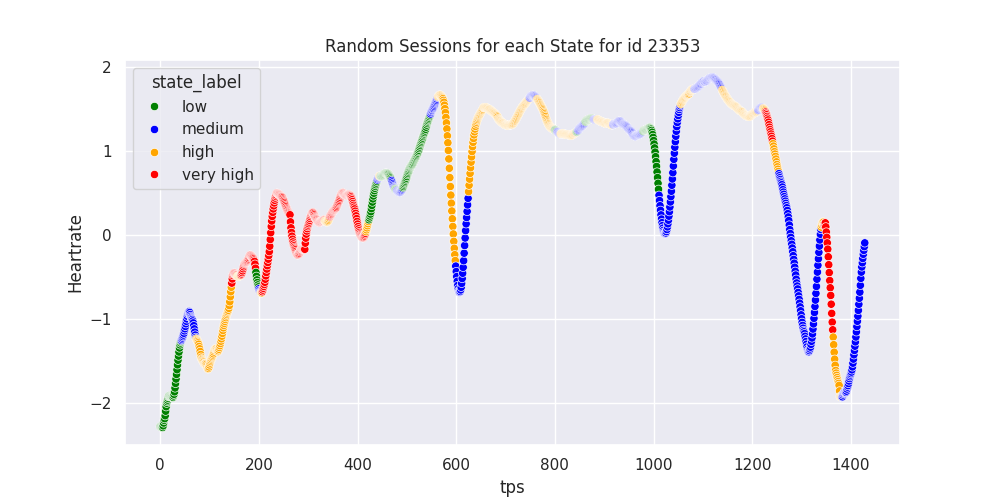 Random Sessions for each State for id 23353
state_label
low
medium
high
very high
Heartrate
2
1
0
−1
−2
0 200 400 600 800 1000 1200 1400
tps